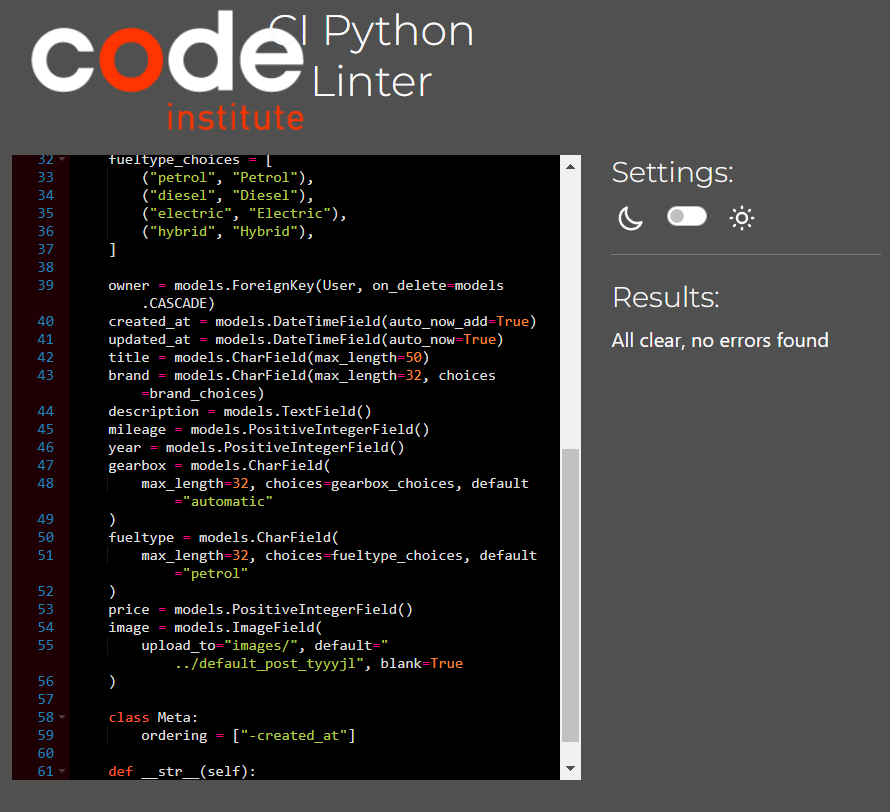 code
institute
CI Python
Linter
32 fueltype_choices = [
33 ("petrol", "Petrol"),
34 ("diesel", "Diesel"),
35 ("electric", "Electric"),
36 ("hybrid", "Hybrid"),
37 ]
38
39 owner = models.ForeignKey(User, on_delete=models
.CASCADE)
40 created_at = models.DateTimeField(auto_now_add=True)
41 updated_at = models.DateTimeField(auto_now=True)
42 title = models.CharField(max_length=50)
43 brand = models.CharField(max_length=32, choices
=brand_choices)
44 description = models.TextField()
45 mileage = models.PositiveIntegerField()
46 year = models.PositiveIntegerField()
47 gearbox = models.CharField(
48 max_length=32, choices=gearbox_choices, default
="automatic"
49 )
50 fueltype = models.CharField(
51 max_length=32, choices=fueltype_choices, default
="petrol"
52 )
53 price = models.PositiveIntegerField()
54 image = models.ImageField(
55 upload_to="images/", default="
../default_post_tyyyjl", blank=True
56 )
57
58 class Meta:
59 ordering = ["-created_at"]
60
61 def __str__(self):
Settings:
Results:
All clear, no errors found